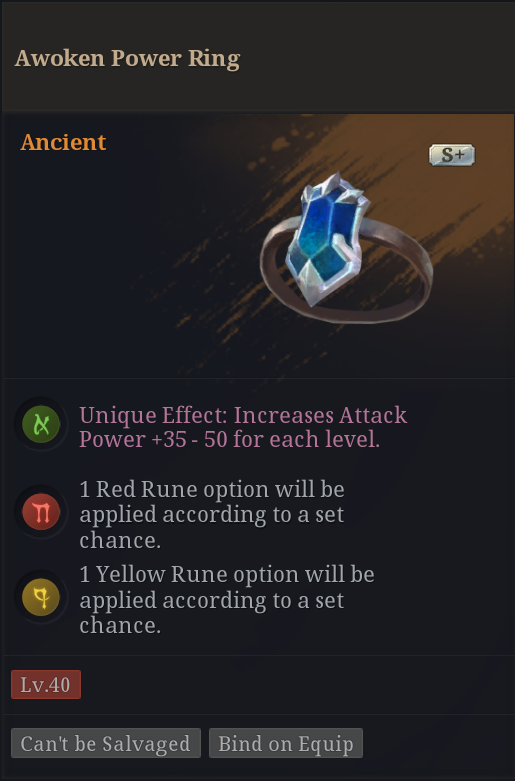 Awoken Power Ring
Ancient
S+
Unique Effect: Increases Attack
Power +35 - 50 for each level.
1 Red Rune option will be
applied according to a set
chance.
1 Yellow Rune option will be
applied according to a set
chance.
Lv.40
Can't be Salvaged Bind on Equip